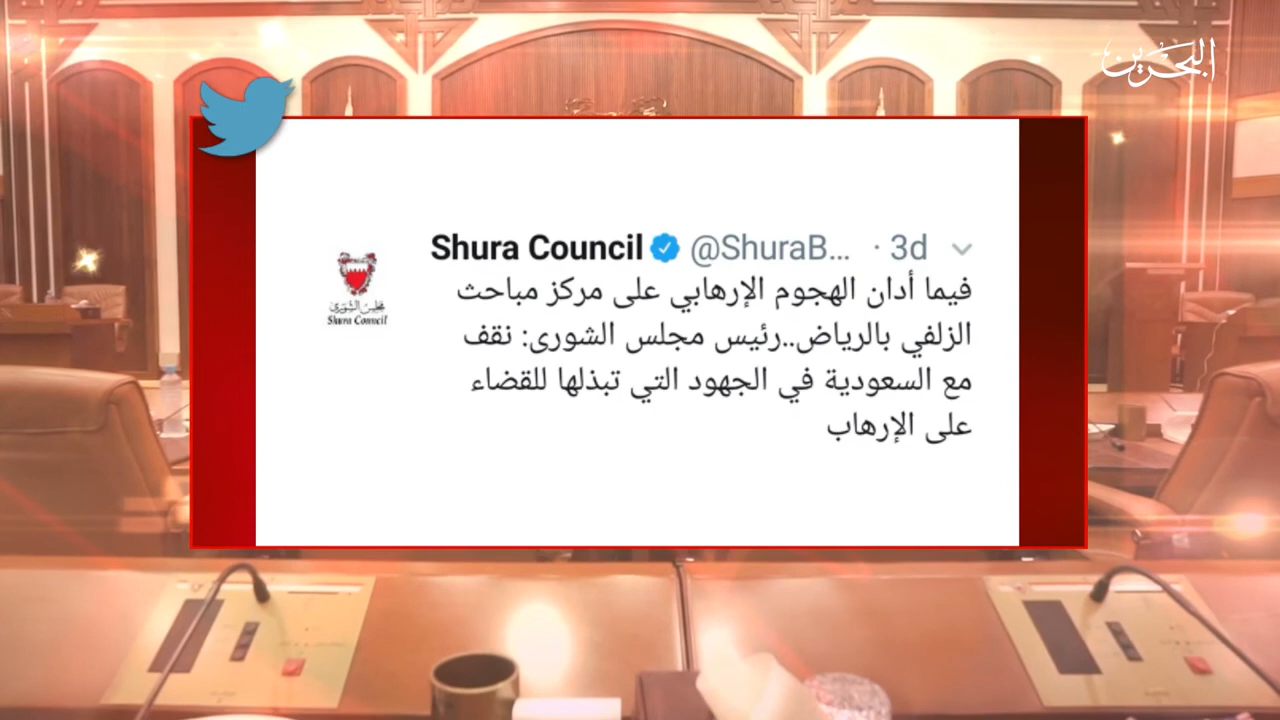 البحرين
Shura Council @ShuraB... · 3d
فيما أدان الهجوم الإرهابي على مركز مباحث
الزلفي بالرياض..رئيس مجلس الشورى: نقف
مع السعودية في الجهود التي تبذلها للقضاء
على الإرهاب
مجلس الشورى
Shura Council